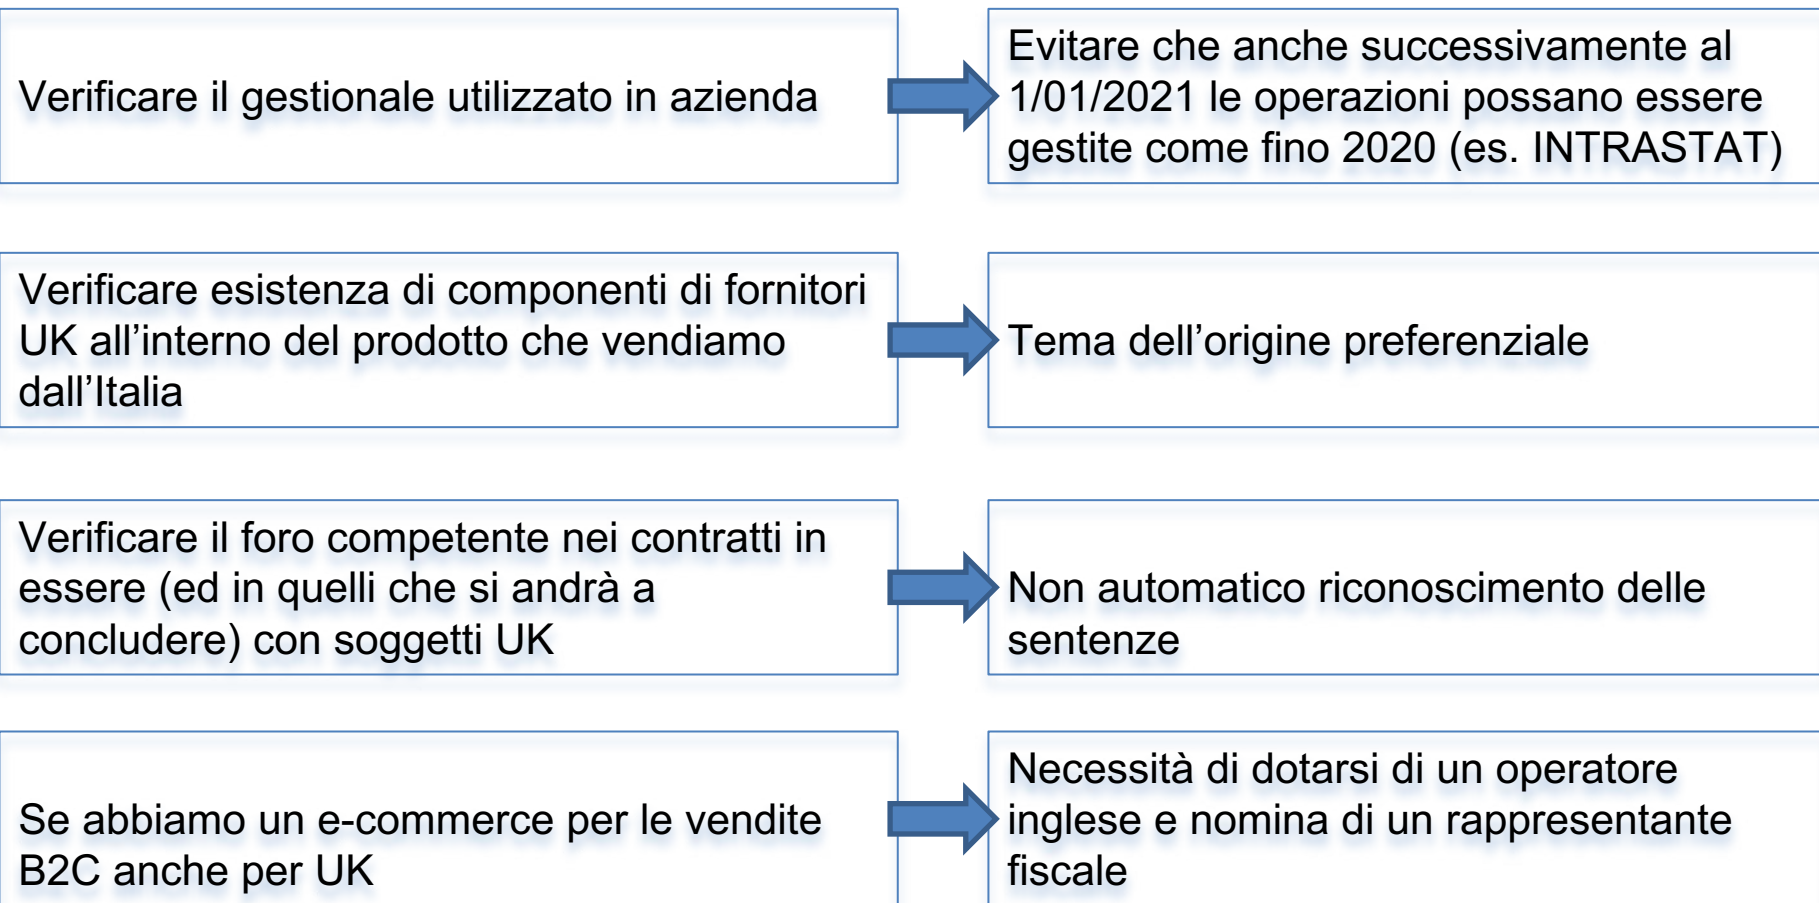 Verificare il gestionale utilizzato in azienda
Evitare che anche successivamente al
1/01/2021 le operazioni possano essere
gestite come fino 2020 (es. INTRASTAT)
Verificare esistenza di componenti di fornitori
UK all’interno del prodotto che vendiamo
dall’Italia
Tema dell’origine preferenziale
Verificare il foro competente nei contratti in
essere (ed in quelli che si andrà a
concludere) con soggetti UK
Non automatico riconoscimento delle
sentenze
Se abbiamo un e-commerce per le vendite
B2C anche per UK
Necessità di dotarsi di un operatore
inglese e nomina di un rappresentante
fiscale